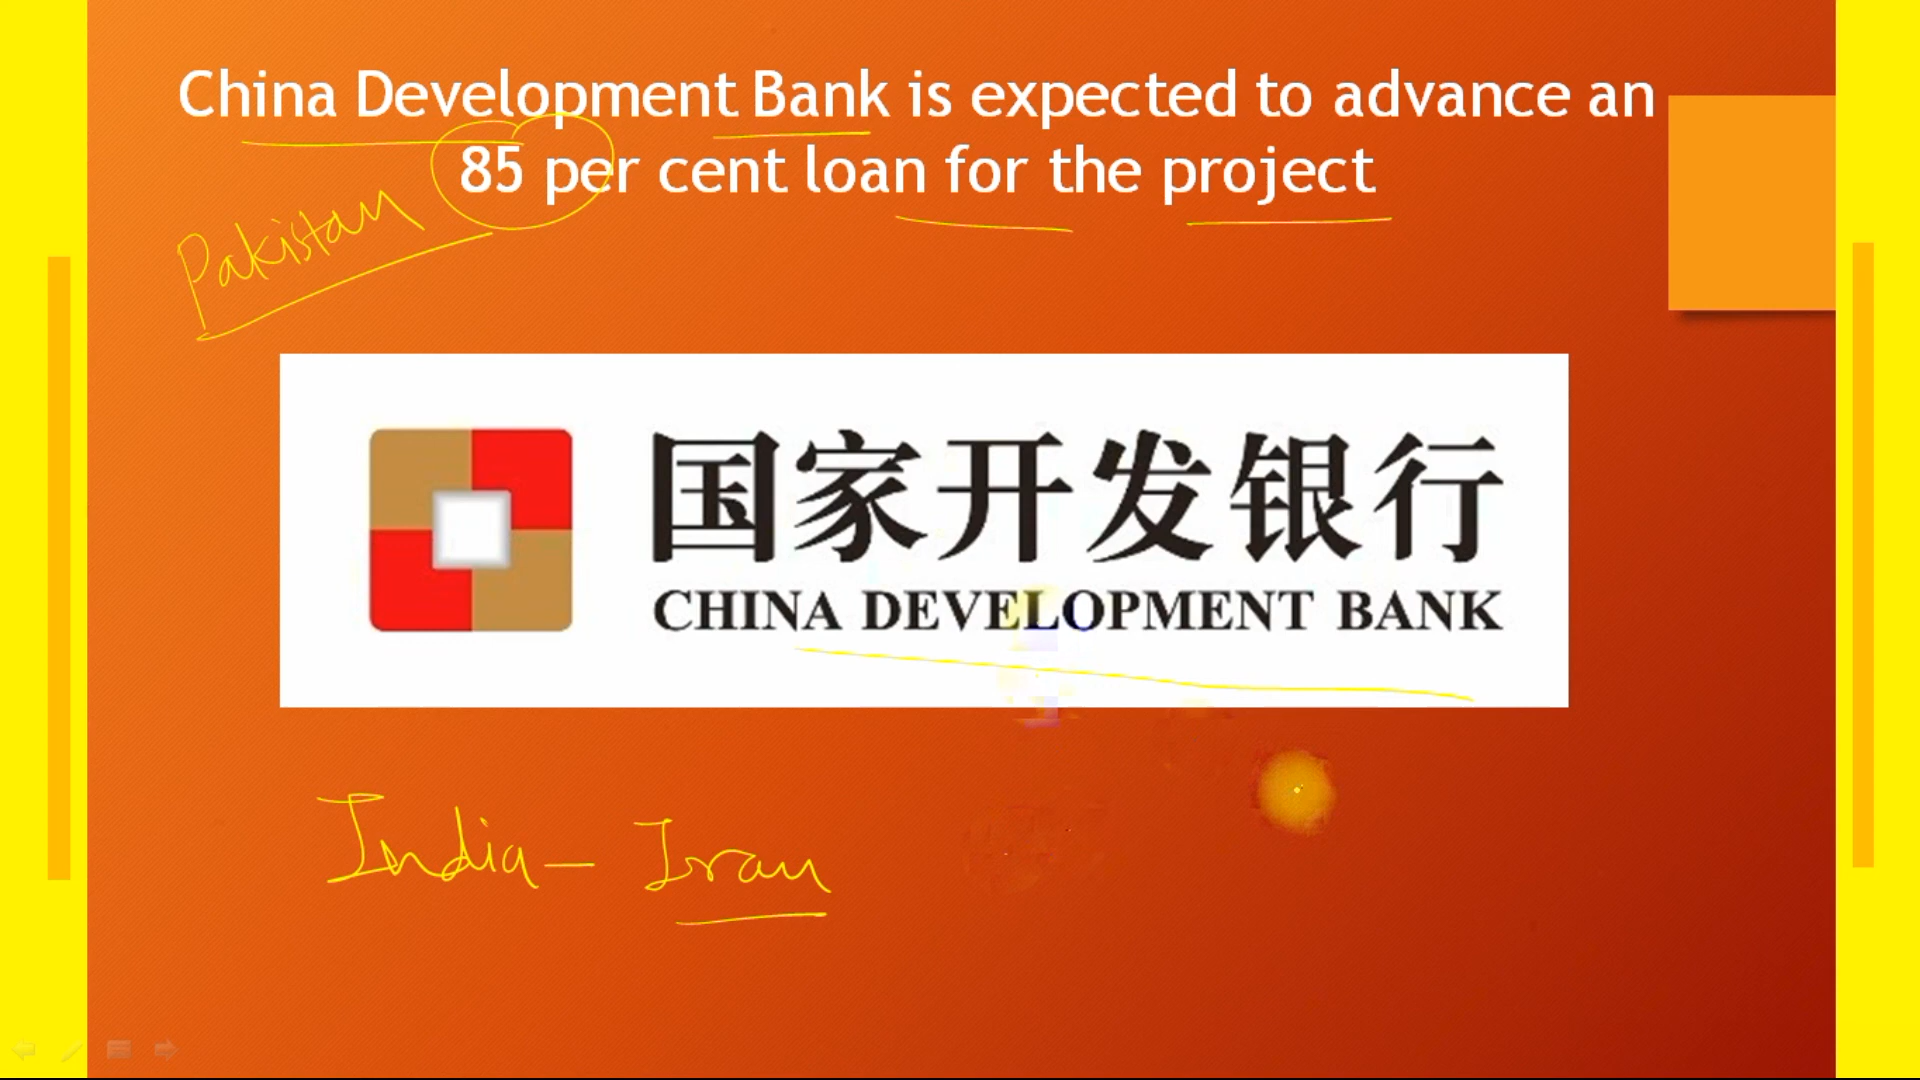 China Development Bank is expected to advance an
85 per cent loan for the project
Pakistan
国家开发银行
CHINA DEVELOPMENT BANK
India - Iran